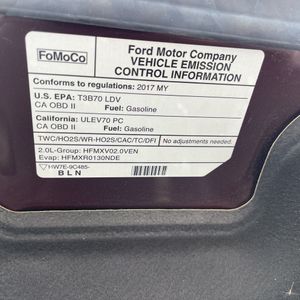 FoMoCo
Ford Motor Company
VEHICLE EMISSION
CONTROL INFORMATION
Conforms to regulations: 2017 MY
U.S. EPA: T3B70 LDV
CA OBD II Fuel: Gasoline
California: ULEV70 PC
CA OBD II Fuel: Gasoline
TWC/HO2S/WR-HO2S/CAC/TC/DFI No adjustments needed.
2.0L-Group: HFMXV02.0VEN
Evap: HFMXR0130NDE
HW7E-9C485-
BLN